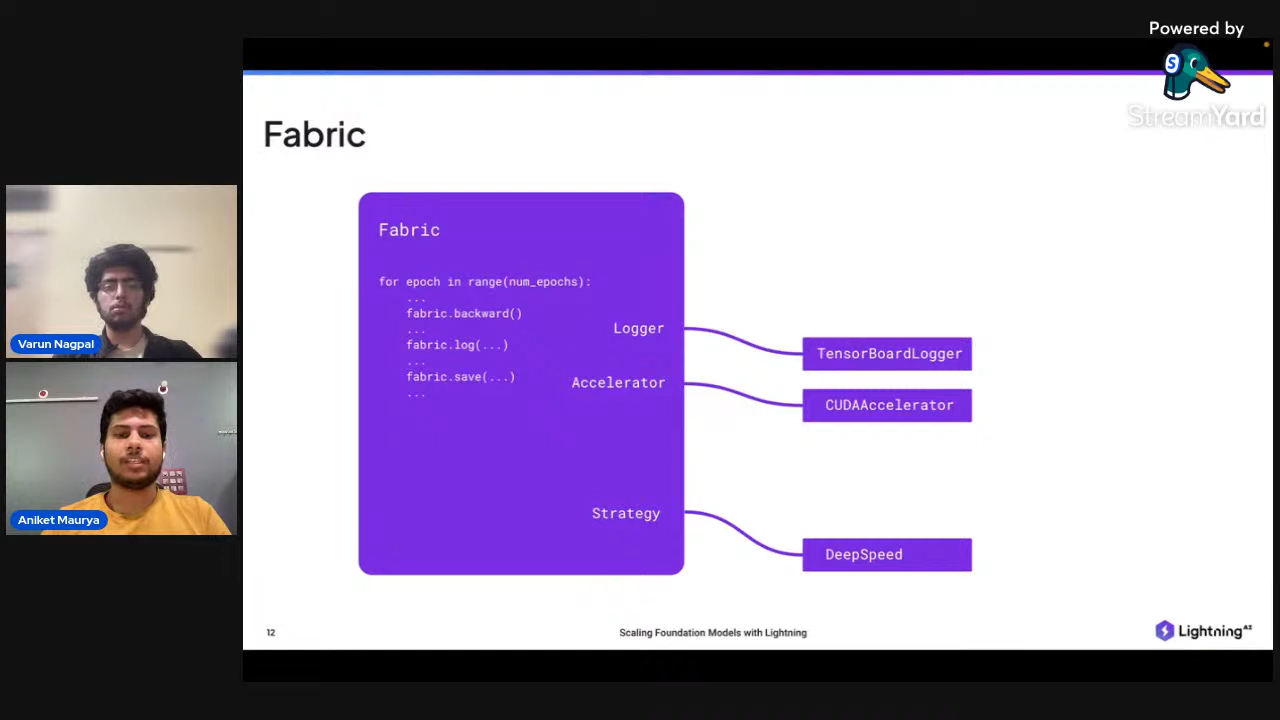 Powered by
StreamYard
Fabric
Fabric
for epoch in range(num_epochs):
...
fabric.backward()
...
fabric.log(...)
...
fabric.save(...)
...
Logger
Accelerator
Strategy
TensorBoardLogger
CUDAAccelerator
DeepSpeed
Varun Nagpal
Aniket Maurya
12
Scaling Foundation Models with Lightning
Lightning AI